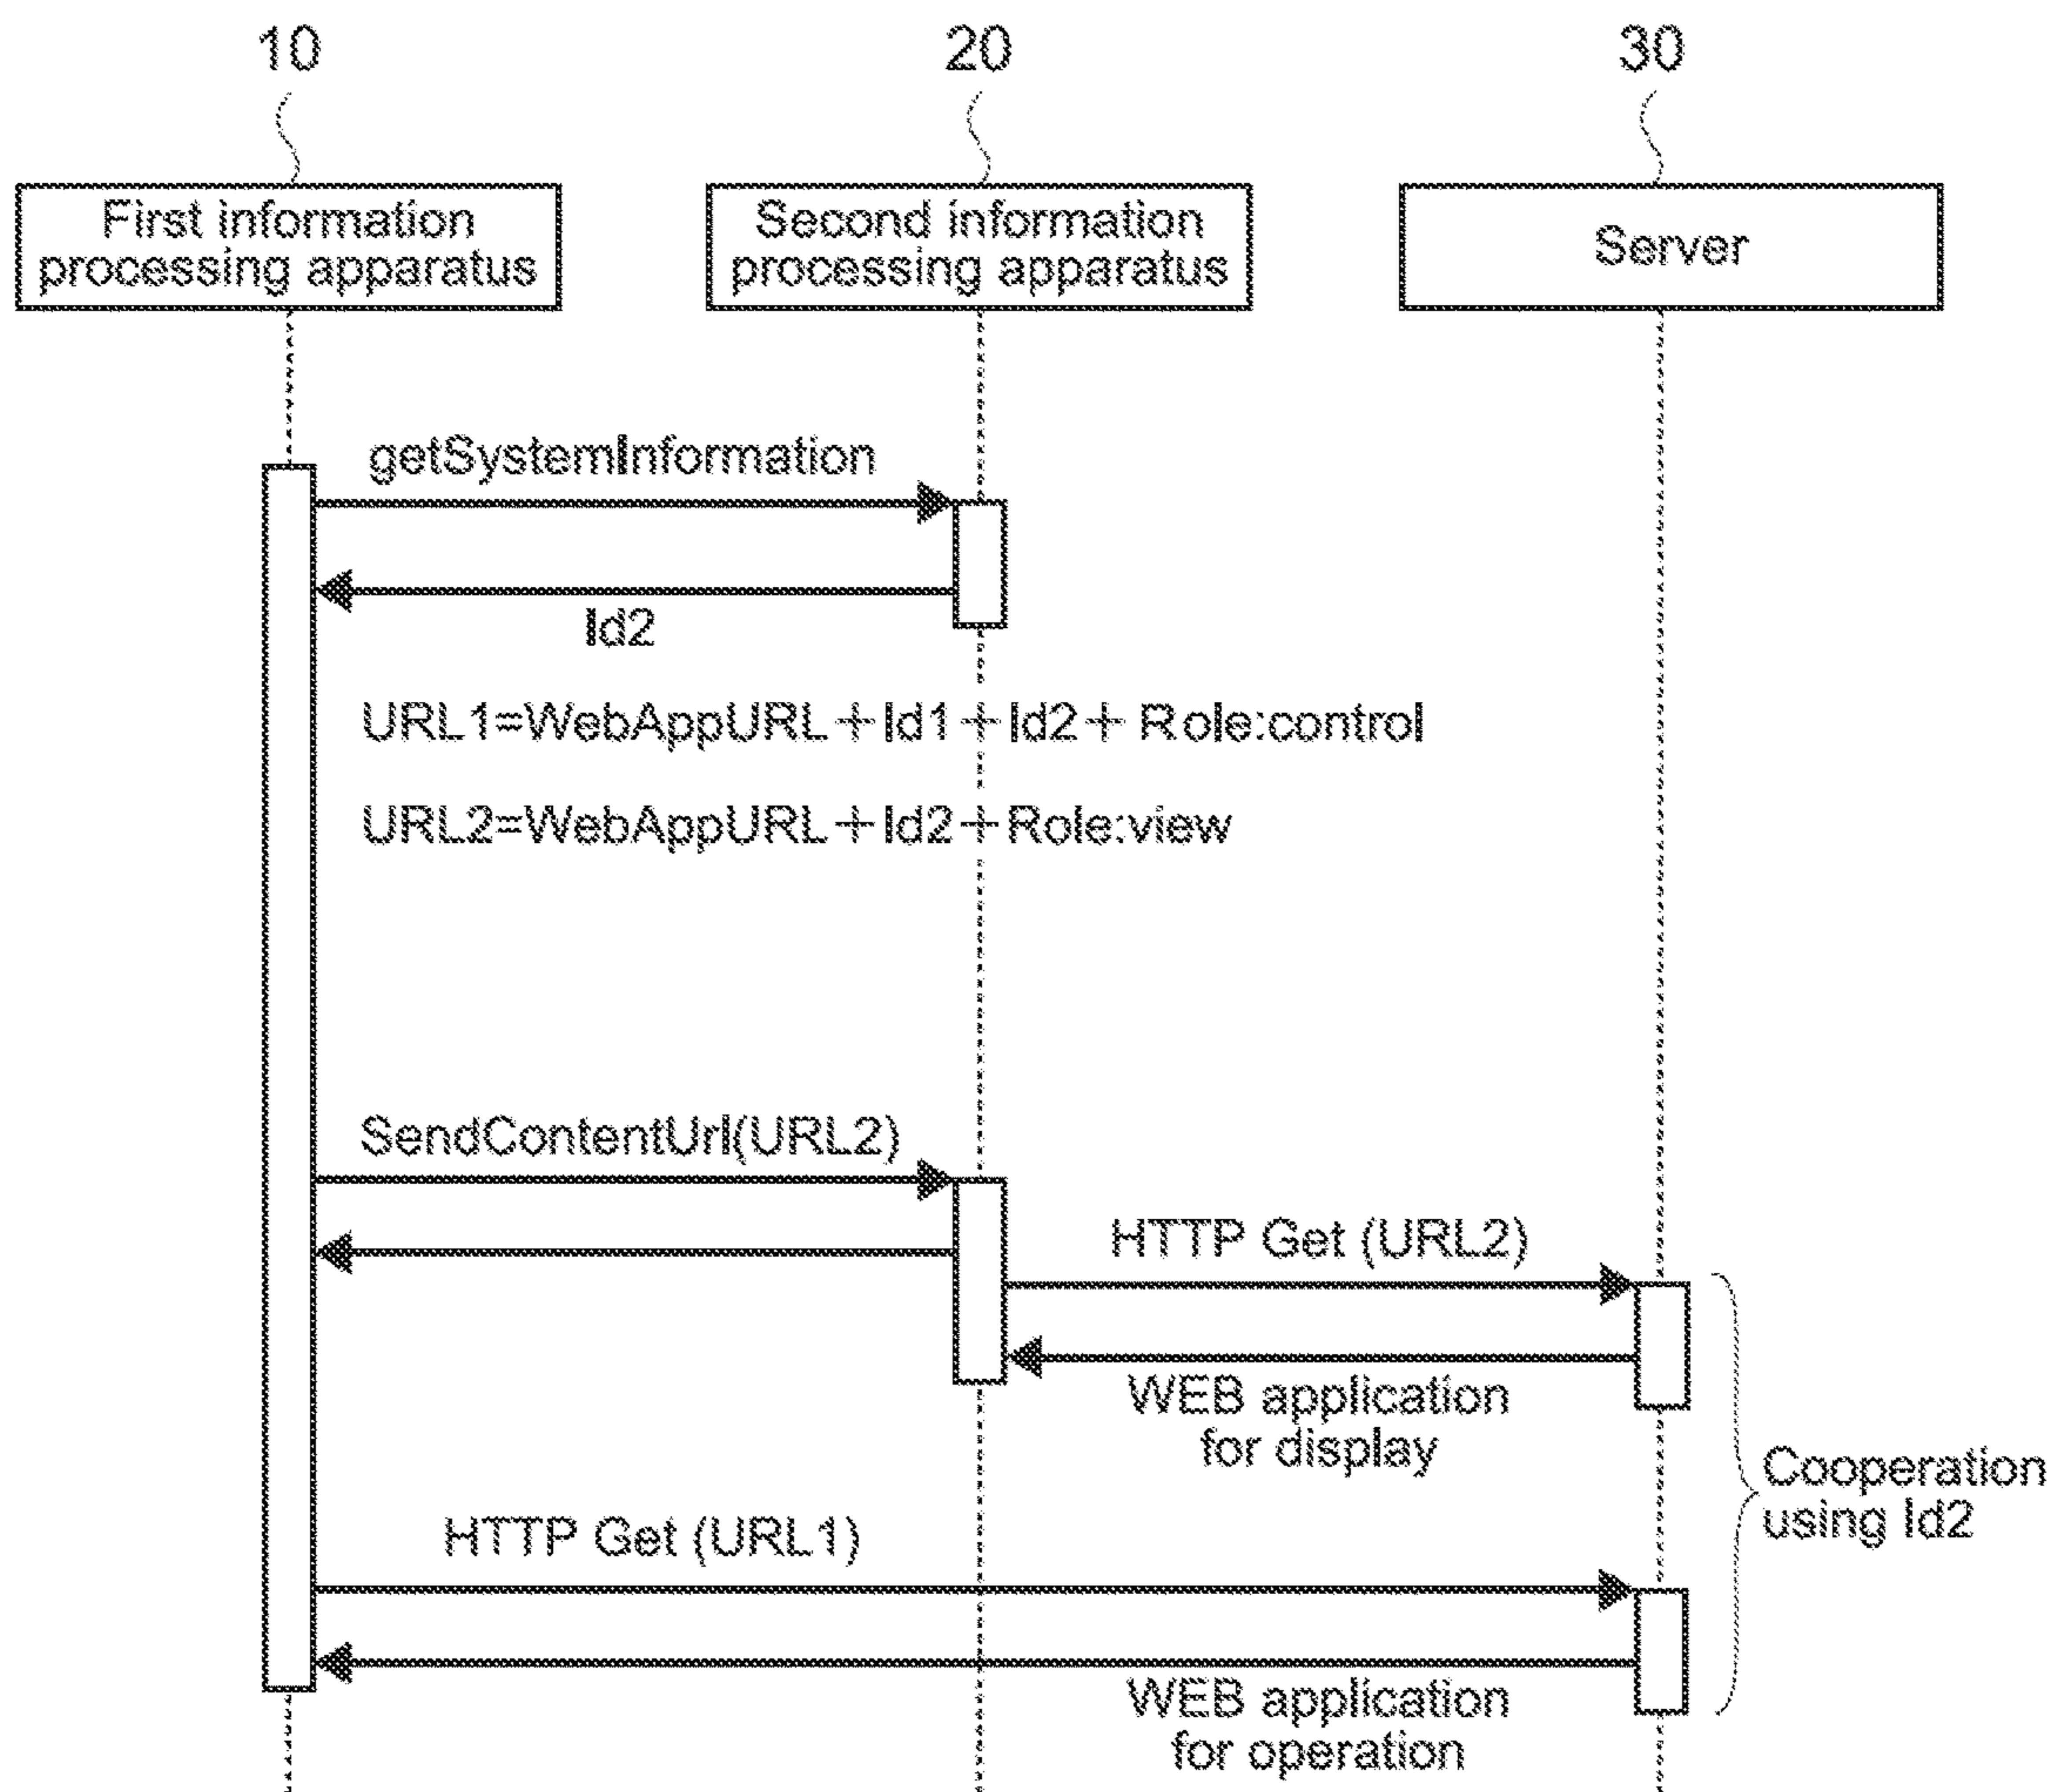 10
20
30
First information
processing apparatus
Second information
processing apparatus
Server
getSystemInformation
Id2
URL1=WebAppURL+Id1+Id2+Role:control
URL2=WebAppURL+Id2+Role:view
SendContentUrl(URL2)
HTTP Get (URL2)
WEB application
for display
Cooperation
using Id2
HTTP Get (URL1)
WEB application
for operation